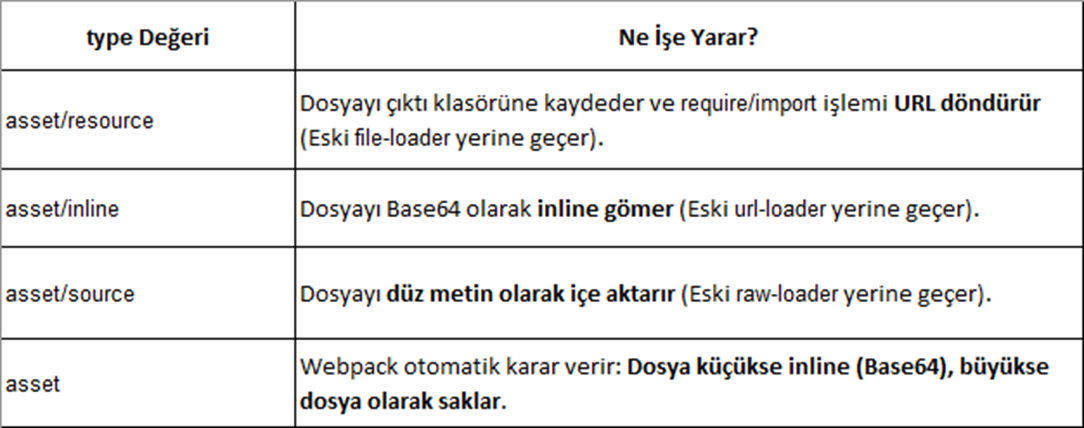 type Değeri
Ne İşe Yarar?
asset/resource
Dosyayı çıktı klasörüne kaydeder ve require/import işlemi URL döndürür
(Eski file-loader yerine geçer).
asset/inline
Dosyayı Base64 olarak inline gömer (Eski url-loader yerine geçer).
asset/source
Dosyayı düz metin olarak içe aktarır (Eski raw-loader yerine geçer).
asset
Webpack otomatik karar verir: Dosya küçükse inline (Base64), büyükse
dosya olarak saklar.